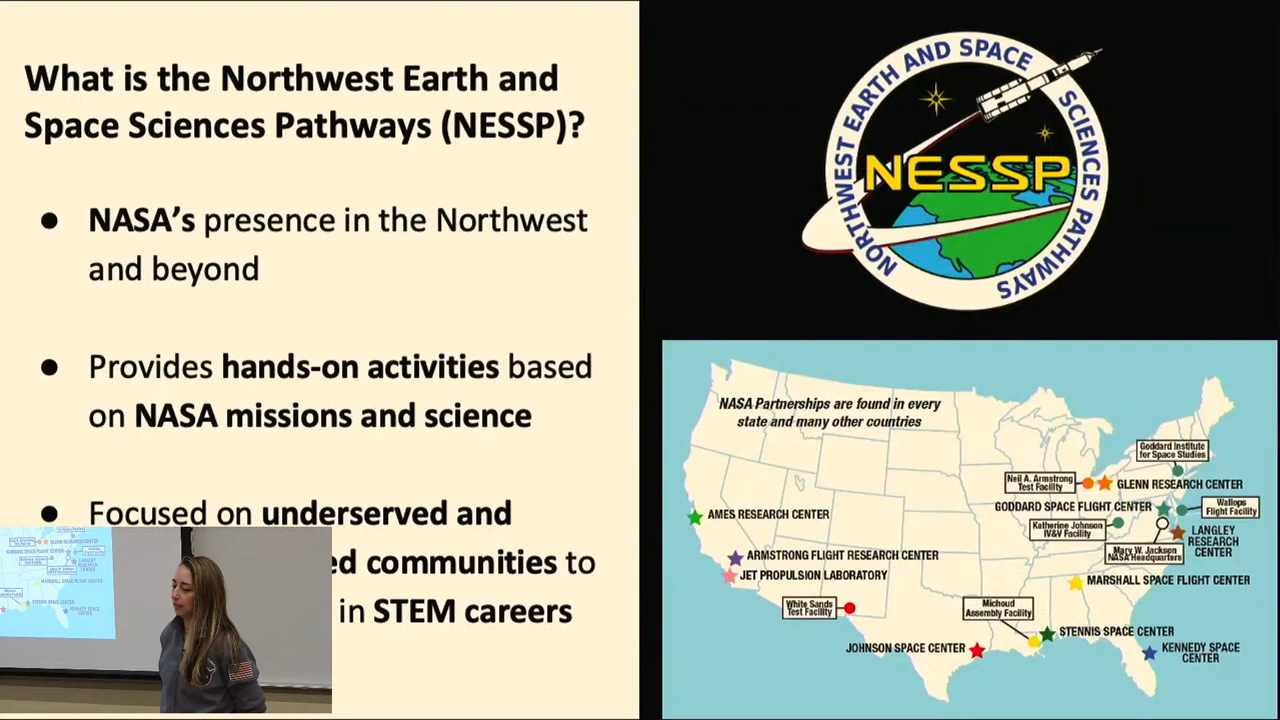 What is the Northwest Earth and
Space Sciences Pathways (NESSP)?
● NASA’s presence in the Northwest
and beyond
● Provides hands-on activities based
on NASA missions and science
● Focused on underserved and
ed communities to
in STEM careers
NORTHWEST EARTH AND SPACE
SCIENCES PATHWAYS
NESSP
NASA Partnerships are found in every
state and many other countries
Goddard Institute
for Space Studies
Neil A. Armstrong
Test Facility
GLENN RESEARCH CENTER
GODDARD SPACE FLIGHT CENTER
Wallops
Flight Facility
AMES RESEARCH CENTER
Katherine Johnson
IV&V Facility
LANGLEY
RESEARCH
CENTER
Mary W. Jackson
NASA Headquarters
ARMSTRONG FLIGHT RESEARCH CENTER
JET PROPULSION LABORATORY
MARSHALL SPACE FLIGHT CENTER
White Sands
Test Facility
Michoud
Assembly Facility
STENNIS SPACE CENTER
JOHNSON SPACE CENTER
KENNEDY SPACE
CENTER